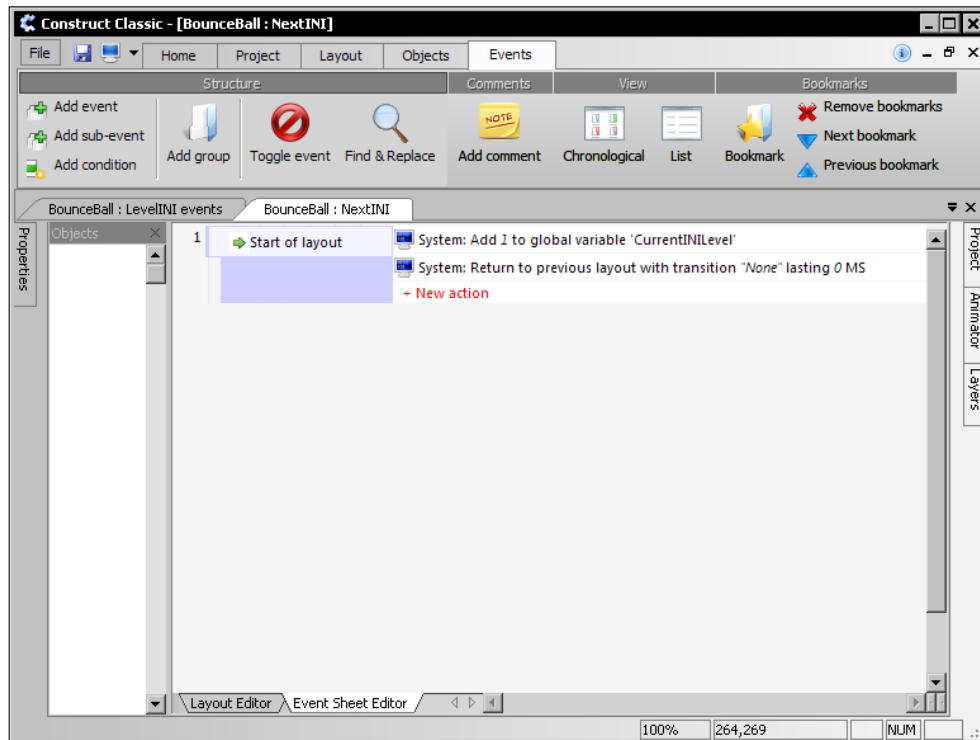 Construct Classic - [BounceBall : NextINI]
File
Home
Project
Layout
Objects
Events
Structure
Comments
View
Bookmarks
Add event
Add sub-event
Add condition
Add group
Toggle event
Find & Replace
NOTE
Add comment
Chronological
List
Bookmark
Remove bookmarks
Next bookmark
Previous bookmark
BounceBall : LevelINI events
BounceBall : NextINI
Properties
Objects
1
Start of layout
System: Add 1 to global variable 'CurrentINILevel'
System: Return to previous layout with transition "None" lasting 0 MS
+ New action
Project
Animator
Layers
Layout Editor
Event Sheet Editor
100%
264,269
NUM